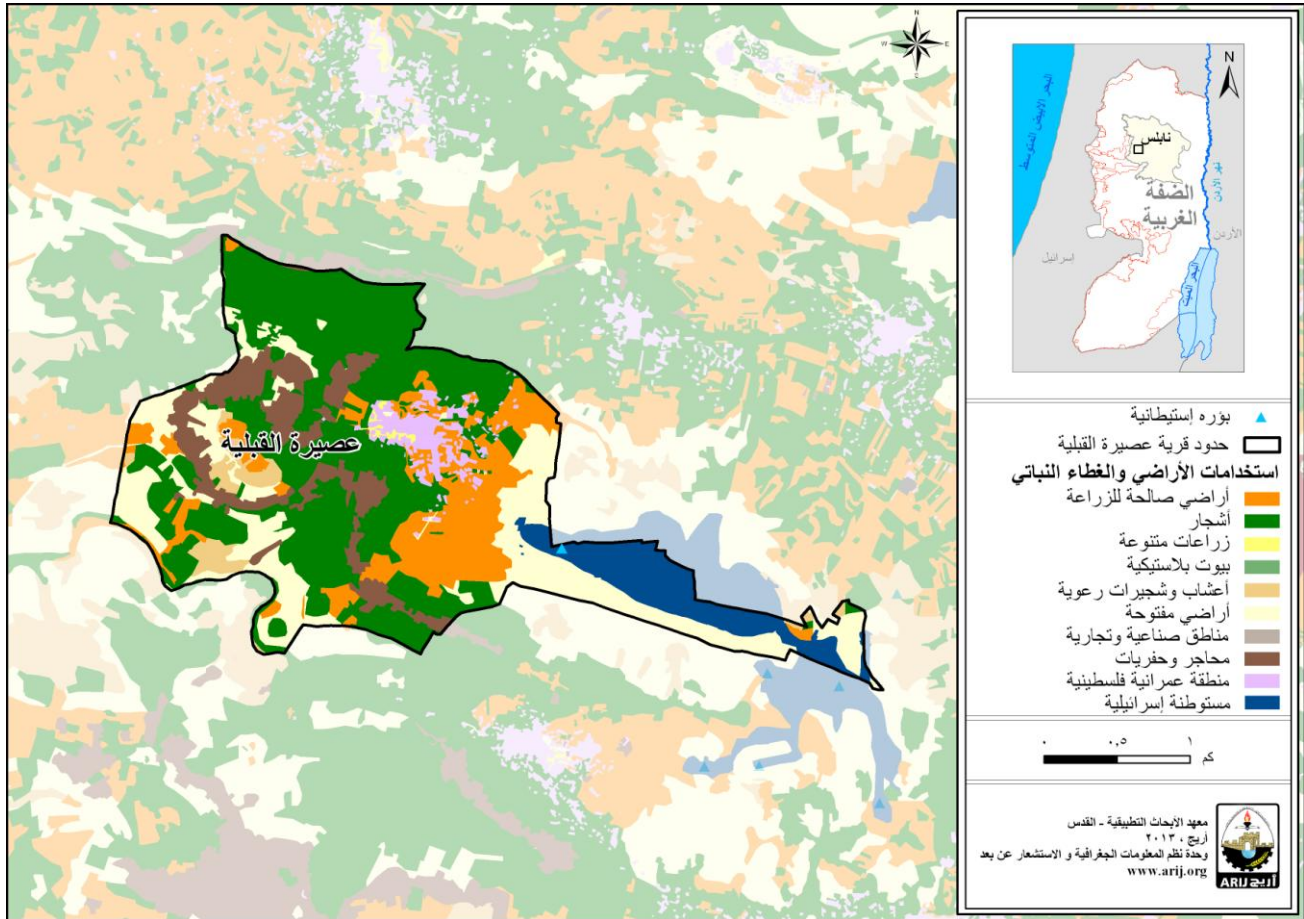 عصيرة القبلية
N
W
E
S
N
البحر الابيض المتوسط
نابلس
الضفة
الغربية
نهر الأردن
الأردن
إسرائيل
البحر الميت
بؤره إستيطانية
حدود قرية عصيرة القبلية
استخدامات الأراضي والغطاء النباتي
أراضي صالحة للزراعة
أشجار
زراعات متنوعة
بيوت بلاستيكية
أعشاب وشجيرات رعوية
أراضي مفتوحة
مناطق صناعية وتجارية
محاجر وحفريات
منطقة عمرانية فلسطينية
مستوطنة إسرائيلية
٠ ٠,٥ ١ كم
معهد الابحاث التطبيقية - القدس
أريج ، ٢٠١٣
وحدة نظم المعلومات الجغرافية و الاستشعار عن بعد
www.arij.org
ARIJ أريج